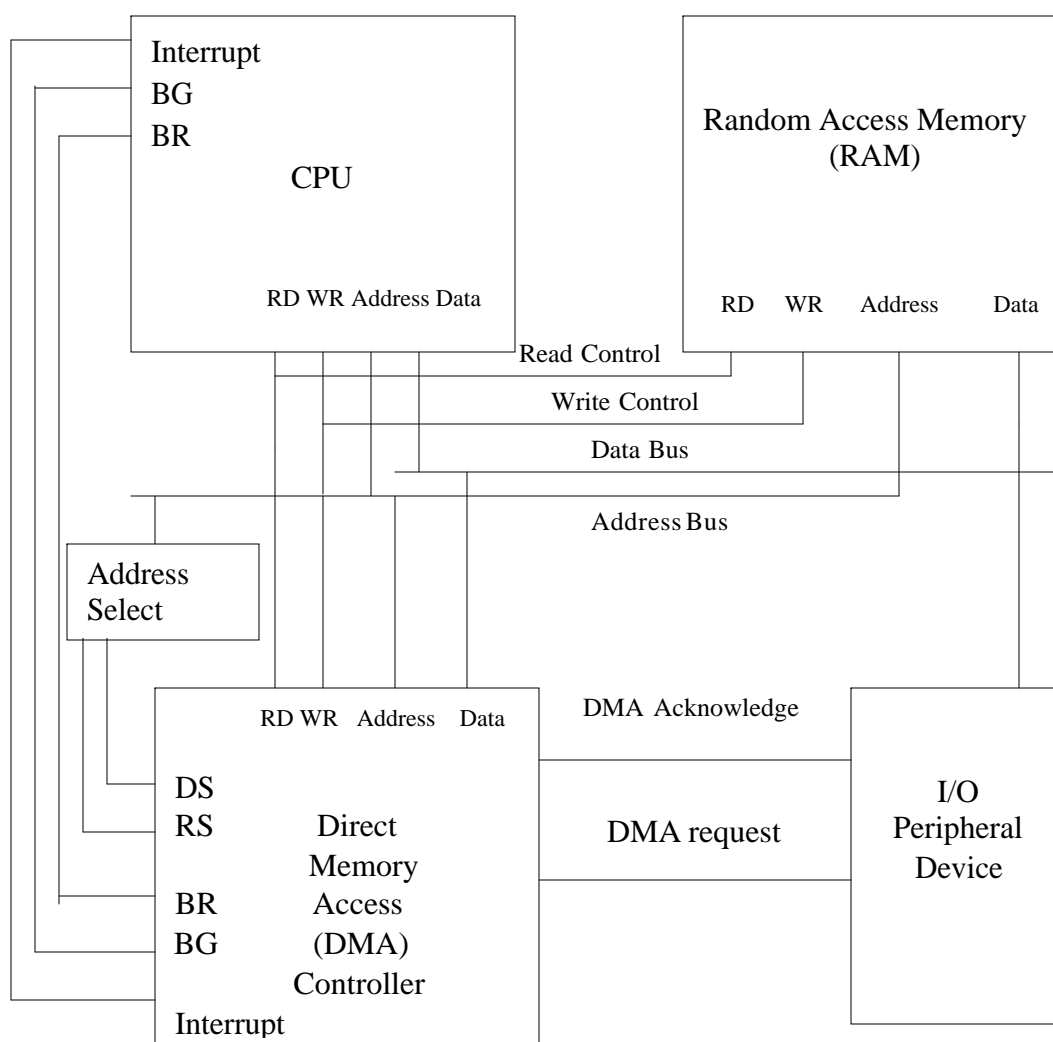 Interrupt
BG
BR
CPU
RD WR Address Data
Random Access Memory
(RAM)
RD WR Address Data
Read Control
Write Control
Data Bus
Address Bus
Address
Select
RD WR Address Data
DS
RS
BR
BG
Interrupt
Direct
Memory
Access
(DMA)
Controller
DMA Acknowledge
DMA request
I/O
Peripheral
Device